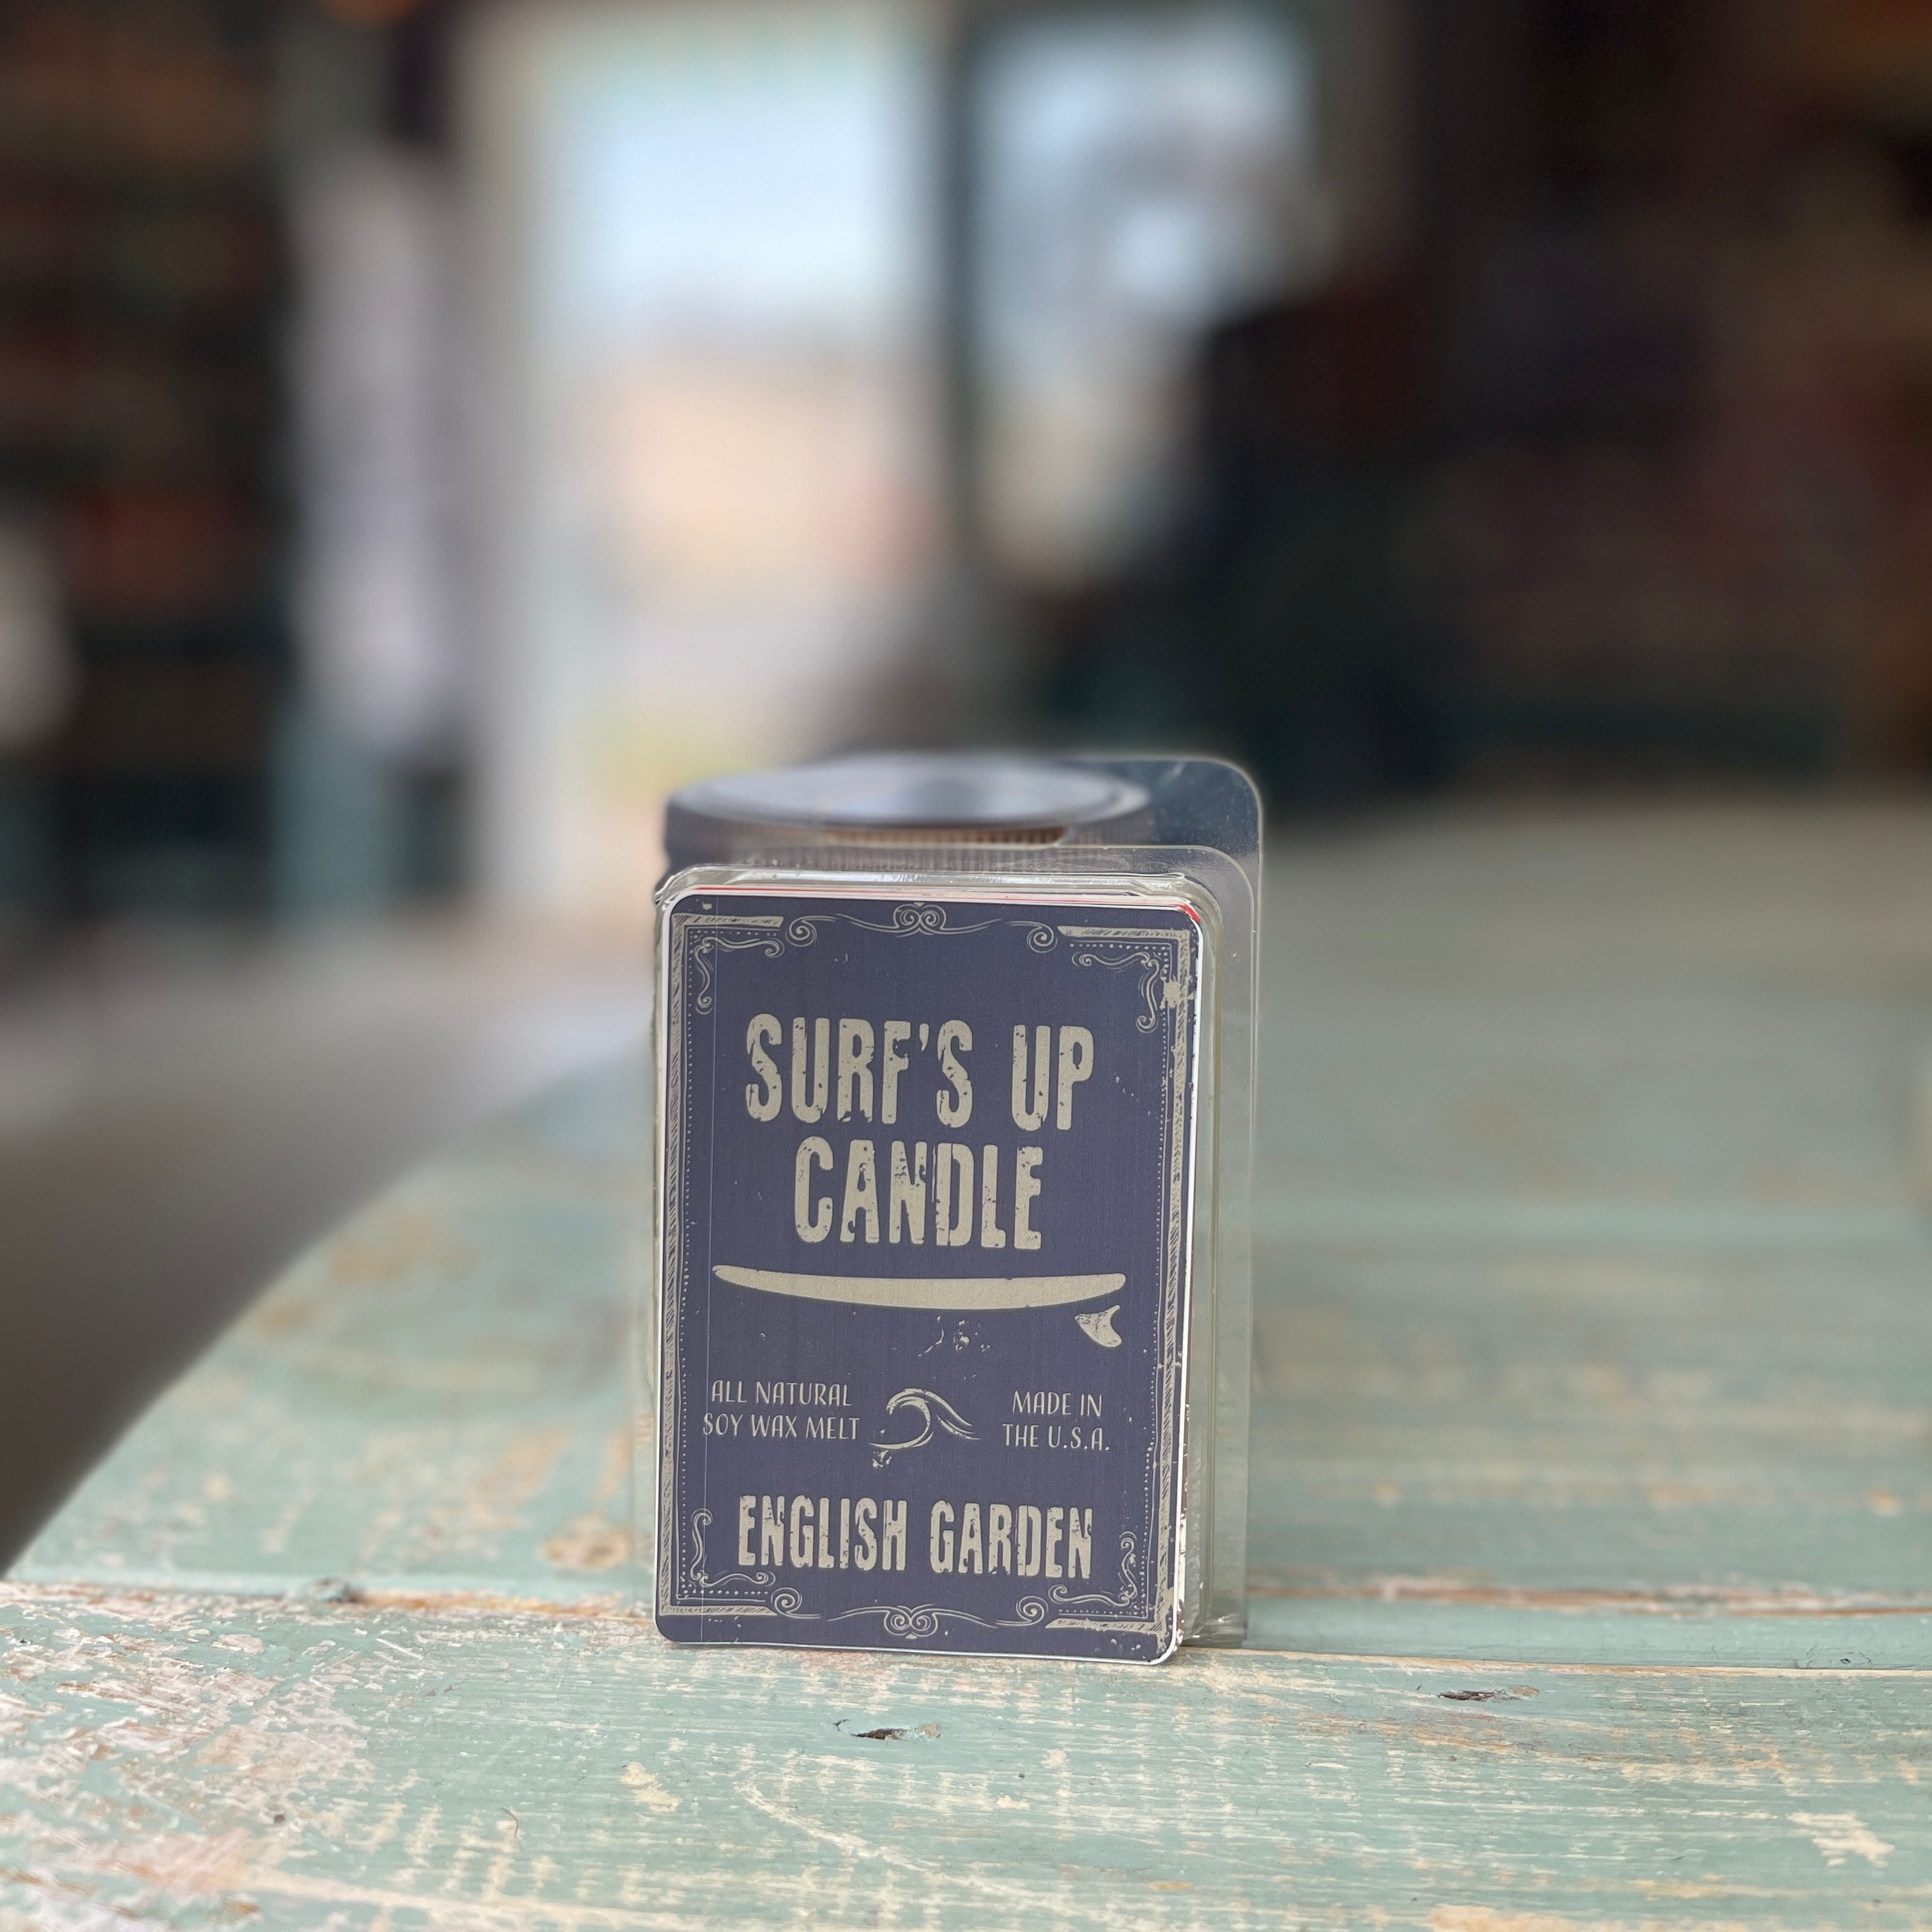 SURF'S UP
CANDLE
ALL NATURAL
SOY WAX MELT
MADE IN
THE U.S.A.
ENGLISH GARDEN